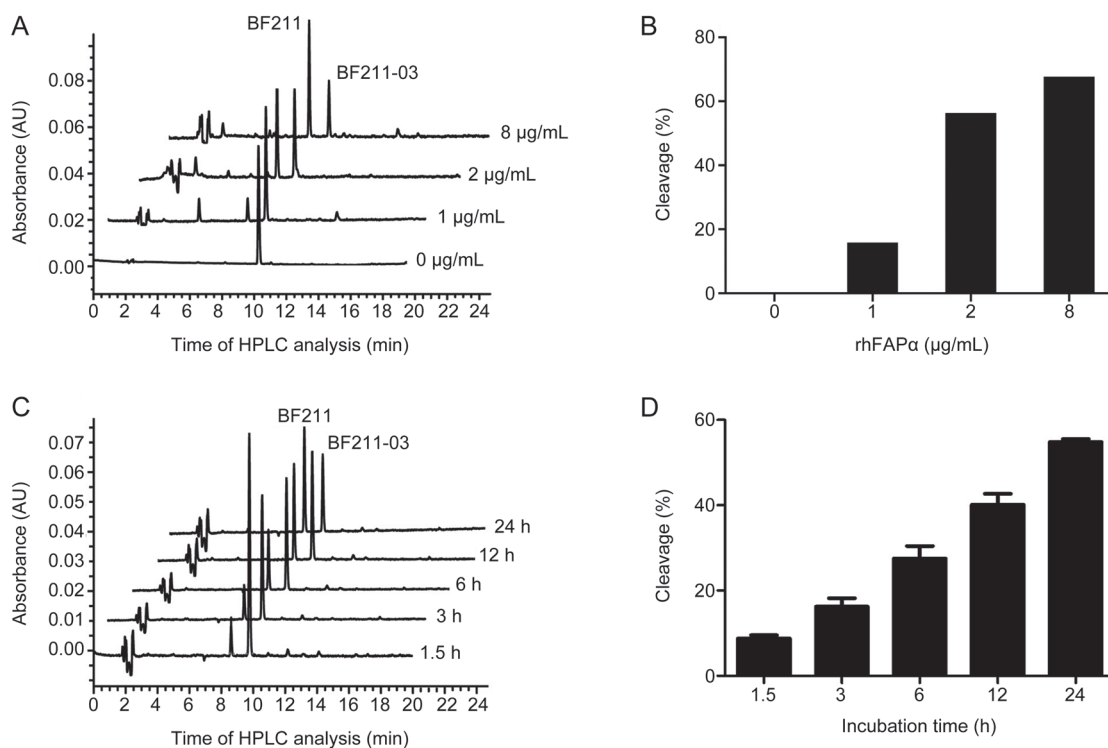 A
BF211
BF211-03
0.08
0.06
0.04
0.02
0.00
8 µg/mL
2 µg/mL
1 µg/mL
0 µg/mL
Absorbance (AU)
0 2 4 6 8 10 12 14 16 18 20 22 24
Time of HPLC analysis (min)
B
80
60
40
20
0
Cleavage (%)
0 1 2 8
rhFAPα (µg/mL)
C
BF211
BF211-03
0.07
0.06
0.05
0.04
0.03
0.02
0.01
0.00
24 h
12 h
6 h
3 h
1.5 h
Absorbance (AU)
0 2 4 6 8 10 12 14 16 18 20 22 24
Time of HPLC analysis (min)
D
60
40
20
0
Cleavage (%)
1.5 3 6 12 24
Incubation time (h)